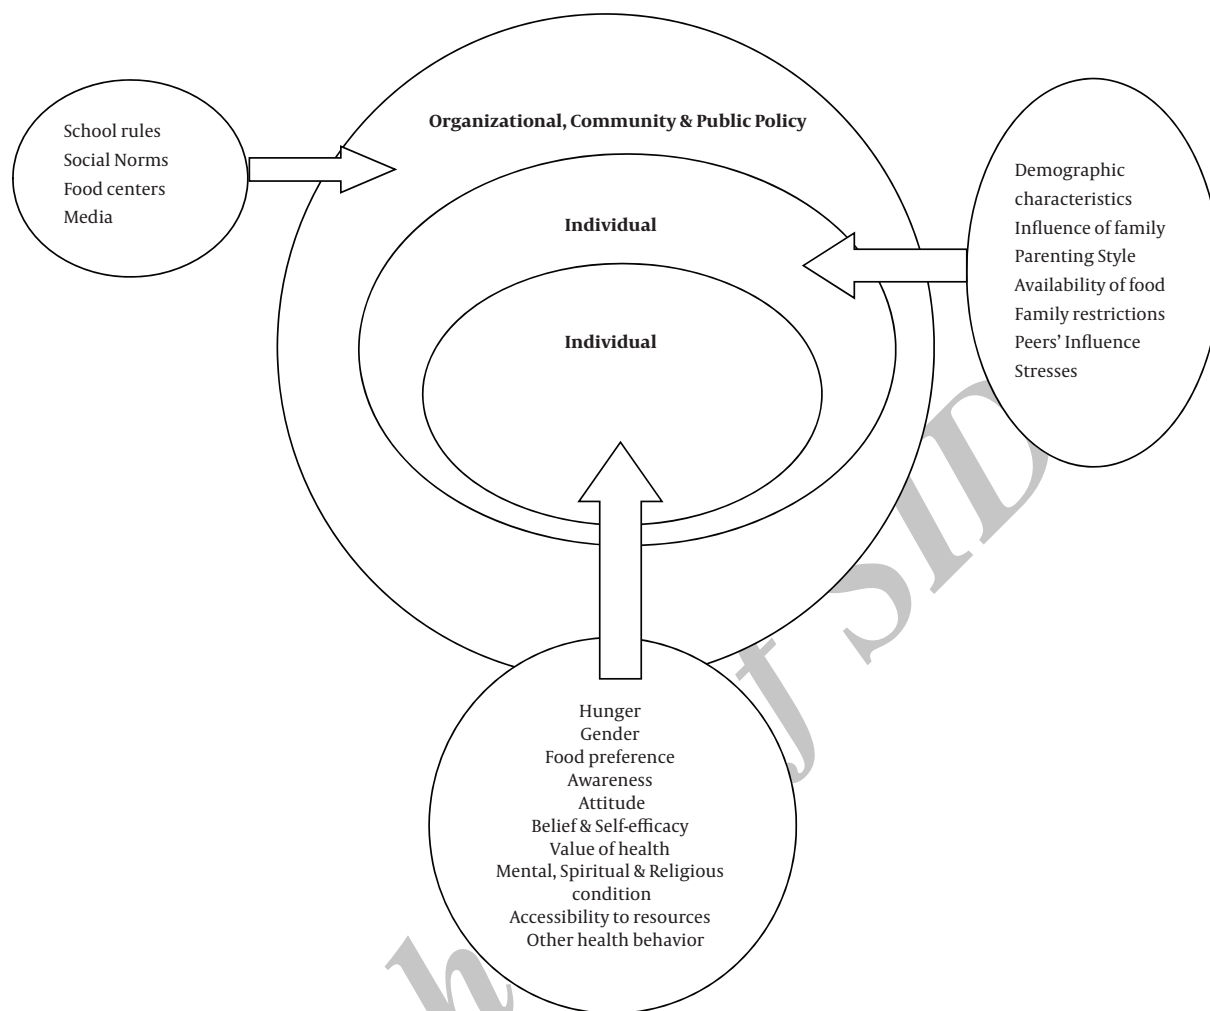 Organizational, Community & Public Policy
School rules
Social Norms
Food centers
Media
Individual
Individual
Demographic
characteristics
Influence of family
Parenting Style
Availability of food
Family restrictions
Peers' Influence
Stresses
Hunger
Gender
Food preference
Awareness
Attitude
Belief & Self-efficacy
Value of health
Mental, Spiritual & Religious
condition
Accessibility to resources
Other health behavior